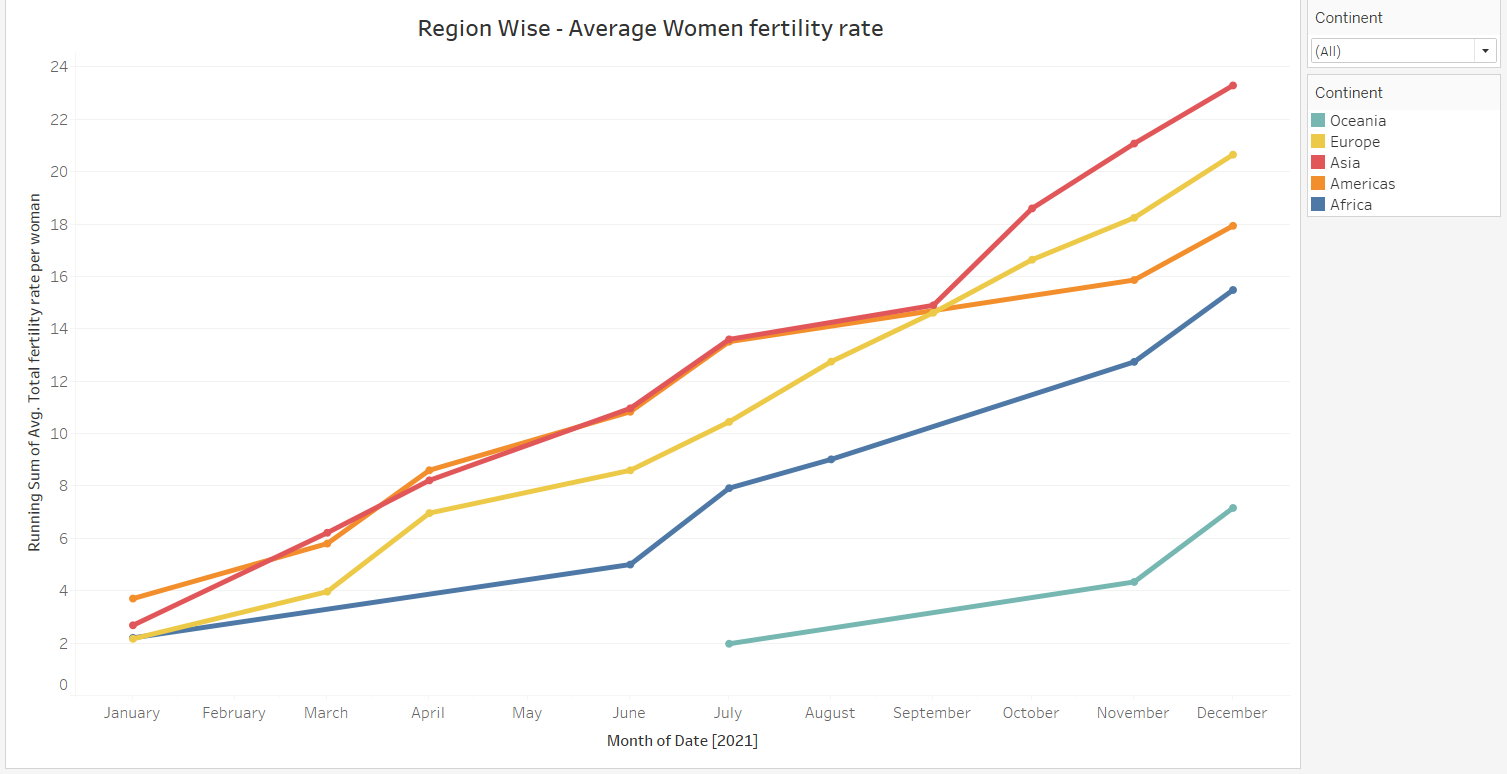 Region Wise - Average Women fertility rate
Running Sum of Avg. Total fertility rate per woman
24
22
20
18
16
14
12
10
8
6
4
2
0
January February March April May June July August September October November December
Month of Date [2021]
Continent
(All)
Continent
Oceania
Europe
Asia
Americas
Africa